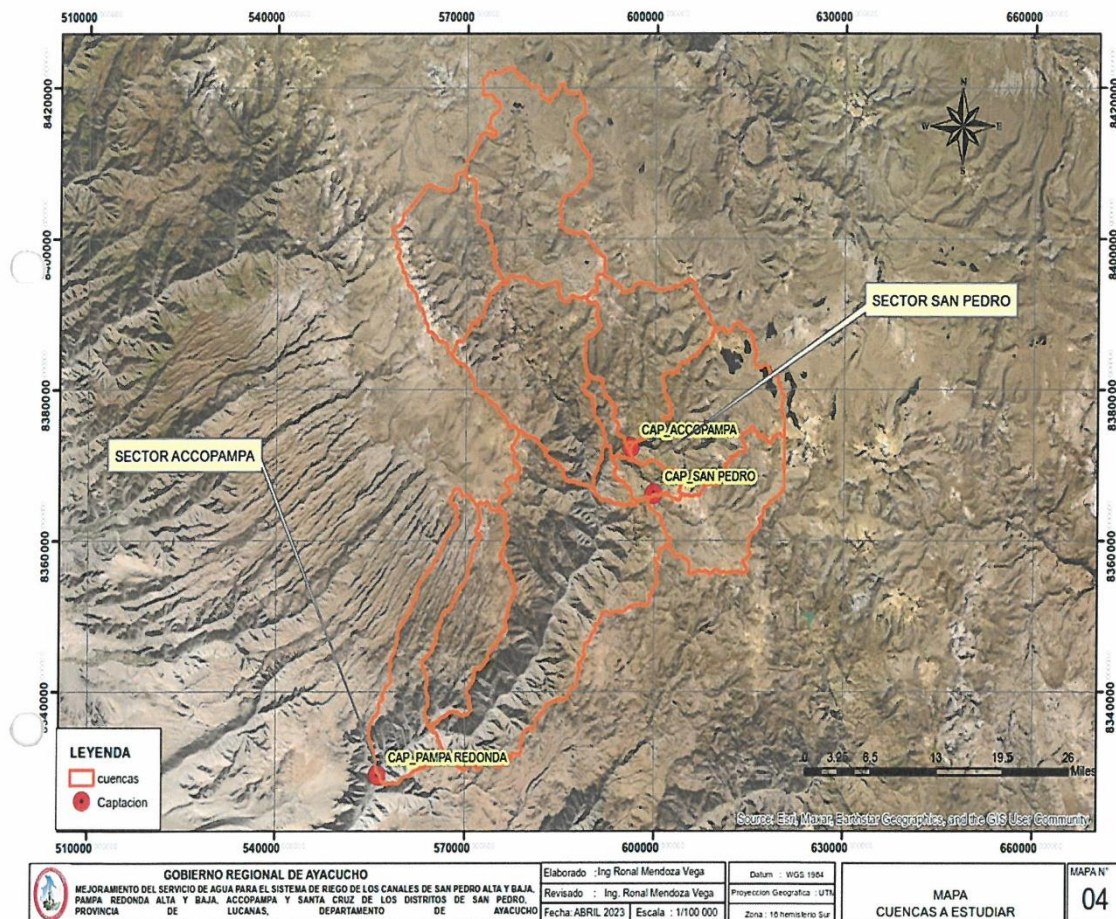 510000 540000 570000 600000 630000 660000
8420000 8420000
N
W E
S
8400000 8400000
SECTOR SAN PEDRO
8380000 8380000
CAP_ACCOPAMPA
SECTOR ACCOPAMPA
CAP_SAN PEDRO
8360000 8360000
8340000 8340000
LEYENDA
cuencas
Captacion
CAP_PAMPA REDONDA
0 3.25 6.5 13 19.5 26
Miles
Source: Esri, Maxar, Earthstar Geographics, and the GIS User Community
510000 540000 570000 600000 630000 660000
GOBIERNO REGIONAL DE AYACUCHO
MEJORAMIENTO DEL SERVICIO DE AGUA PARA EL SISTEMA DE RIEGO DE LOS CANALES DE SAN PEDRO ALTA Y BAJA,
PAMPA REDONDA ALTA Y BAJA, ACCOPAMPA Y SANTA CRUZ DE LOS DISTRITOS DE SAN PEDRO,
PROVINCIA DE LUCANAS, DEPARTAMENTO DE AYACUCHO
Elaborado :Ing Ronal Mendoza Vega
Revisado : Ing. Ronal Mendoza Vega
Fecha: ABRIL 2023 Escala : 1/100 000
Datum : WGS 1984
Proyeccion Geografica : UTM
Zona : 18 hemisferio Sur
MAPA
CUENCAS A ESTUDIAR
MAPA N°
04